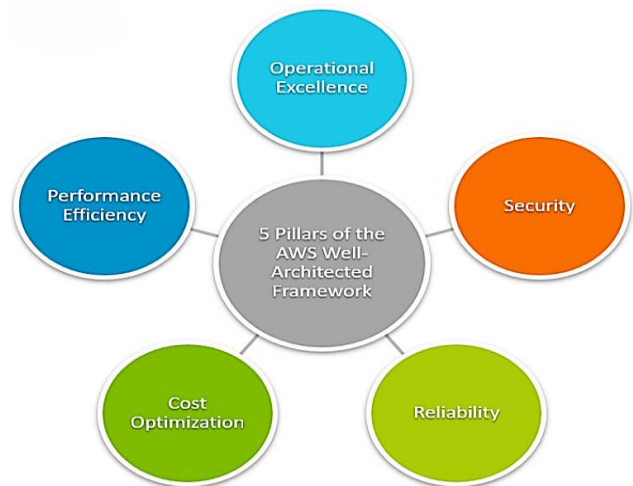 Operational
Excellence
Performance
Efficiency
Security
5 Pillars of the
AWS Well-
Architected
Framework
Cost
Optimization
Reliability